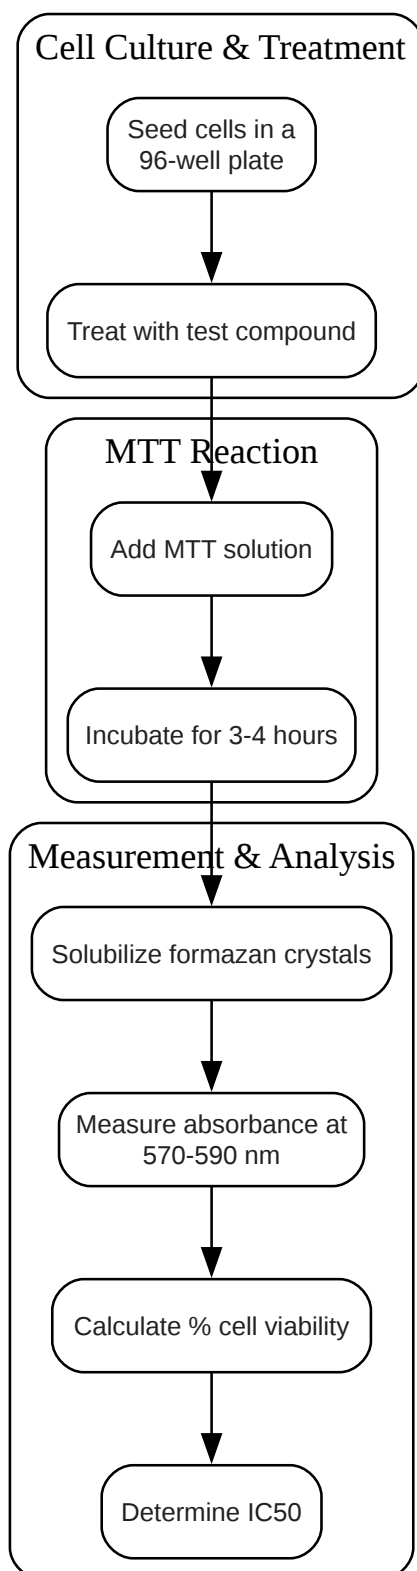 Cell Culture & Treatment
Seed cells in a
96-well plate
Treat with test compound
MTT Reaction
Add MTT solution
Incubate for 3-4 hours
Measurement & Analysis
Solubilize formazan crystals
Measure absorbance at
570-590 nm
Calculate % cell viability
Determine IC50